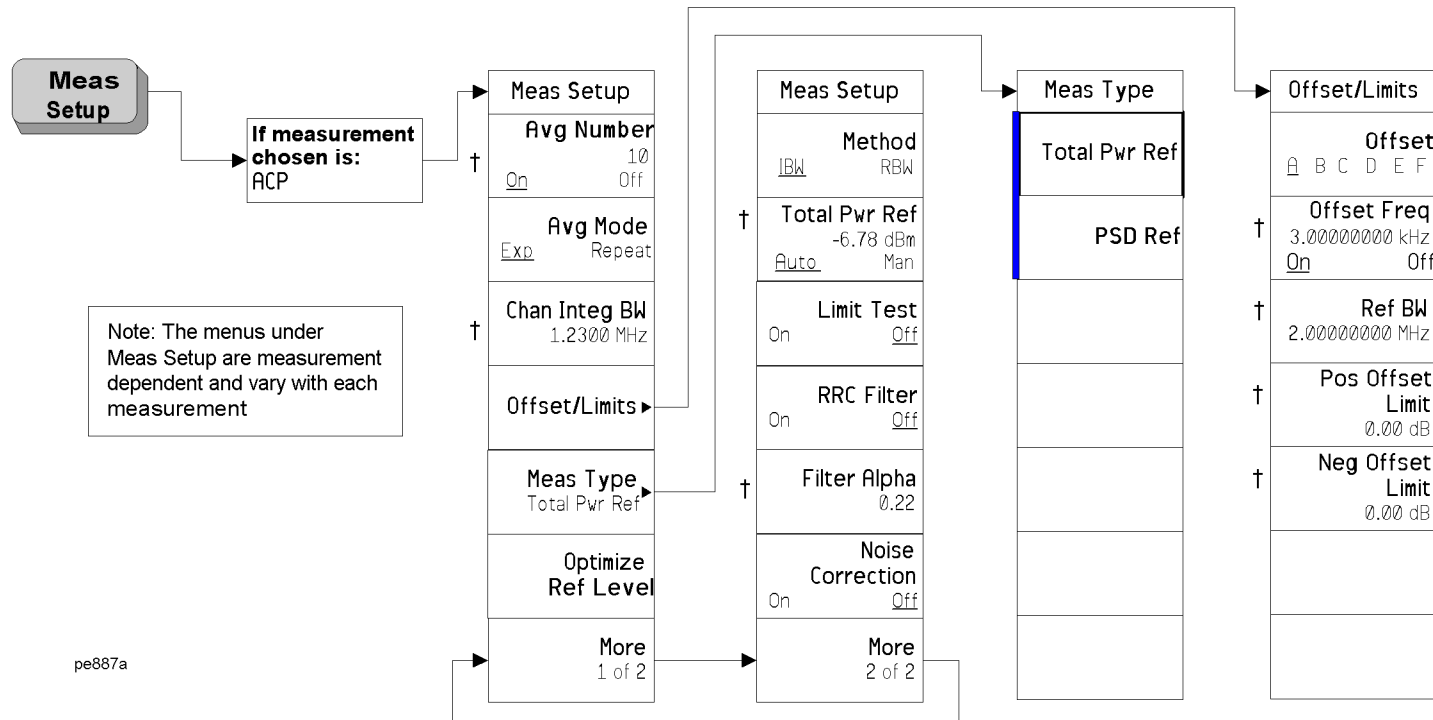 Meas
Setup
If measurement
chosen is:
ACP
Note: The menus under
Meas Setup are measurement
dependent and vary with each
measurement
pe887a
Meas Setup
†
Avg Number
10
On Off
Avg Mode
Exp Repeat
†
Chan Integ BW
1.2300 MHz
Offset/Limits
Meas Type
Total Pwr Ref
Optimize
Ref Level
More
1 of 2
Meas Setup
Method
IBW RBW
†
Total Pwr Ref
-6.78 dBm
Auto Man
Limit Test
On Off
RRC Filter
On Off
†
Filter Alpha
0.22
Noise
Correction
On Off
More
2 of 2
Meas Type
Total Pwr Ref
PSD Ref
Offset/Limits
Offset
A B C D E F
†
Offset Freq
3.00000000 kHz
On Off
†
Ref BW
2.00000000 MHz
†
Pos Offset
Limit
0.00 dB
†
Neg Offset
Limit
0.00 dB